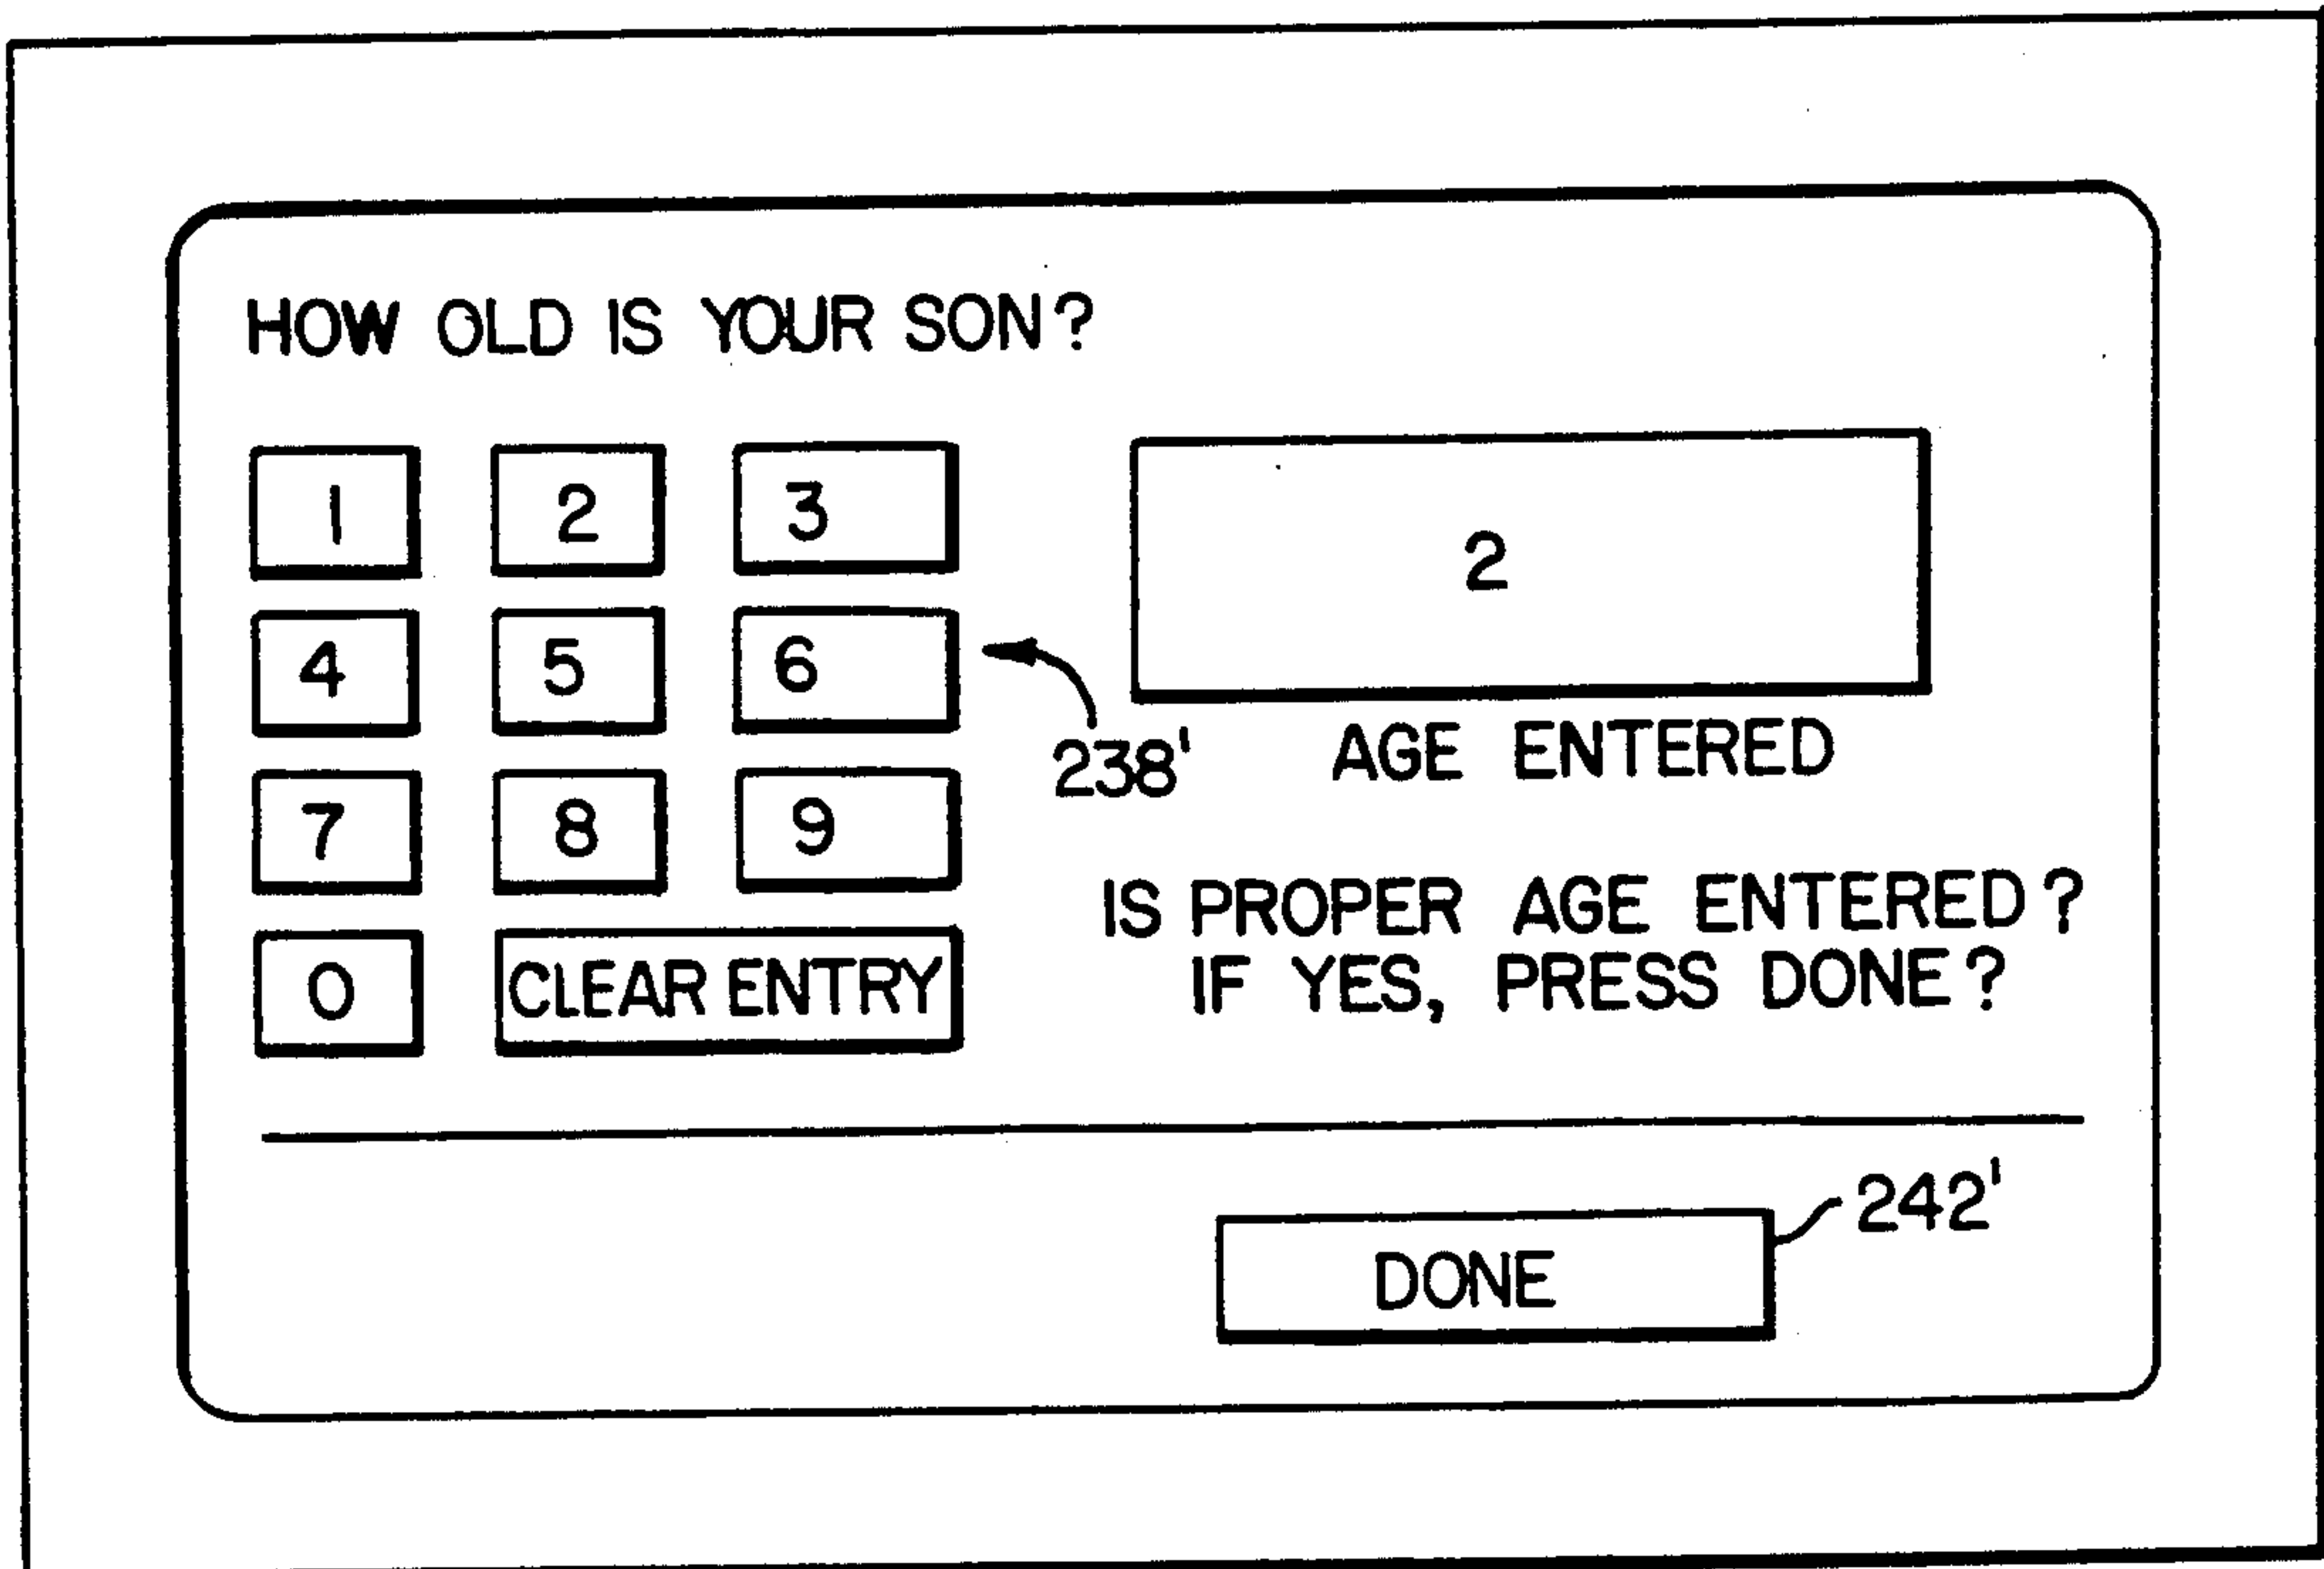 HOW OLD IS YOUR SON?
1 2 3
4 5 6
7 8 9
0 CLEAR ENTRY
2
AGE ENTERED
238'
IS PROPER AGE ENTERED?
IF YES, PRESS DONE?
DONE
242'